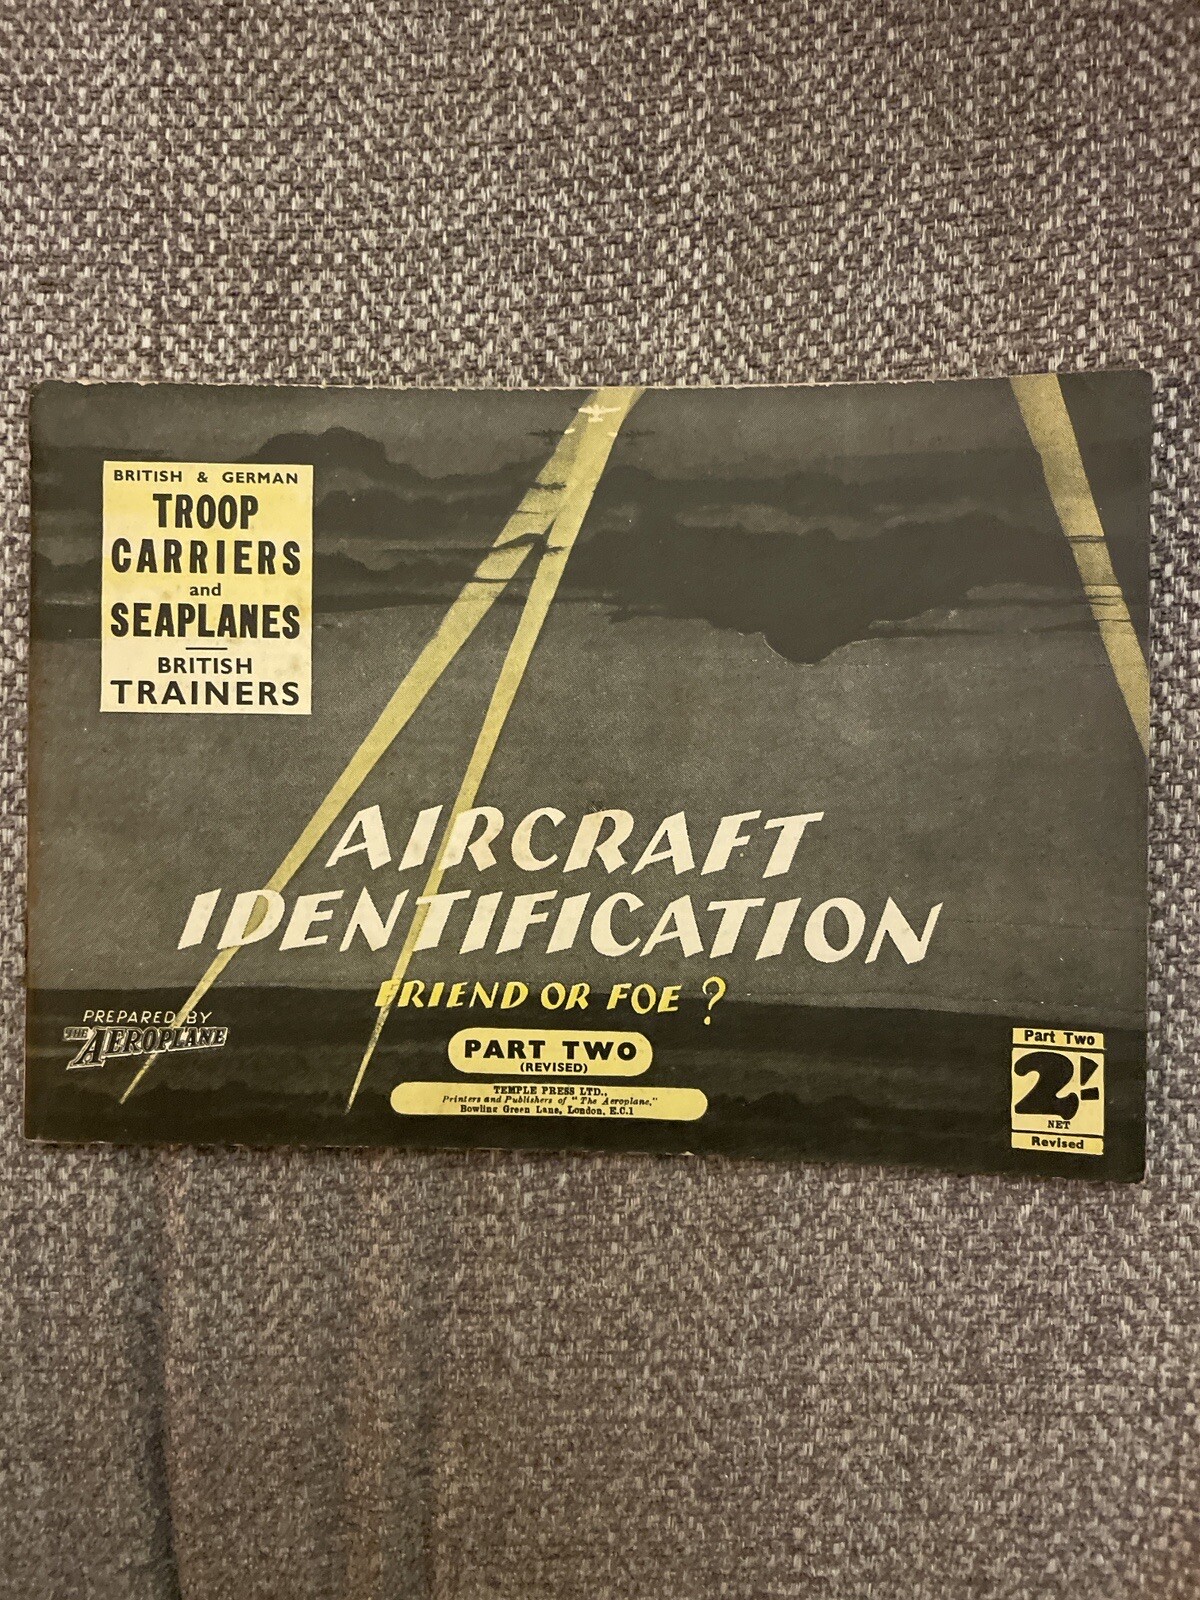 BRITISH & GERMAN
TROOP
CARRIERS
and
SEAPLANES
BRITISH
TRAINERS
AIRCRAFT
IDENTIFICATION
FRIEND OR FOE ?
PREPARED BY
THE AEROPLANE
PART TWO
(REVISED)
TEMPLE PRESS LTD.,
Printers and Publishers of "The Aeroplane,"
Bowling Green Lane, London, E.C.1
Part Two
2/-
NET
Revised